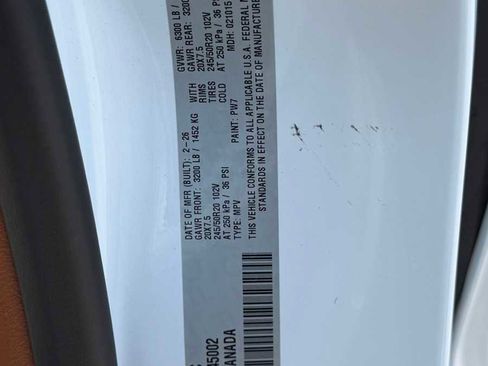 DATE OF MFR (BUILT): 2-26 GVWR: 6300 LB /
GAWR FRONT: 3200 LB / 1452 KG WITH GAWR REAR: 3200
20X7.5 RIMS 20X7.5
245/50R20 102V TIRES 245/50R20 102V
AT 250 kPa / 36 PSI COLD AT 250 kPa / 36 P
TYPE: MPV PAINT: PW7 MDH: 021015
THIS VEHICLE CONFORMS TO ALL APPLICABLE U.S.A. FEDERAL
STANDARDS IN EFFECT ON THE DATE OF MANUFACTURE
45002
ANADA